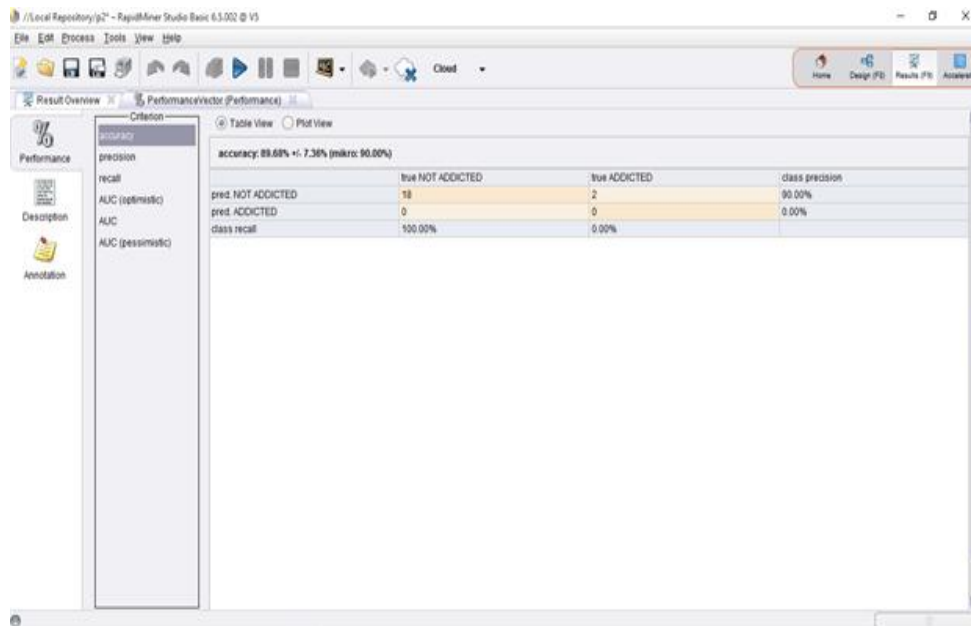 //Local Repository/p2* – RapidMiner Studio Basic 6.5.002 @ V5
File Edit Process Tools View Help
Cloud
Home Design (F8) Results (F9) Accelerat
Result Overview PerformanceVector (Performance)
Criterion
Table View Plot View
accuracy
precision
recall
AUC (optimistic)
AUC
AUC (pessimistic)
Performance
Description
Annotation
accuracy: 89.68% +/- 7.36% (mikro: 90.00%)
true NOT ADDICTED true ADDICTED class precision
pred. NOT ADDICTED 18 2 90.00%
pred. ADDICTED 0 0 0.00%
class recall 100.00% 0.00%